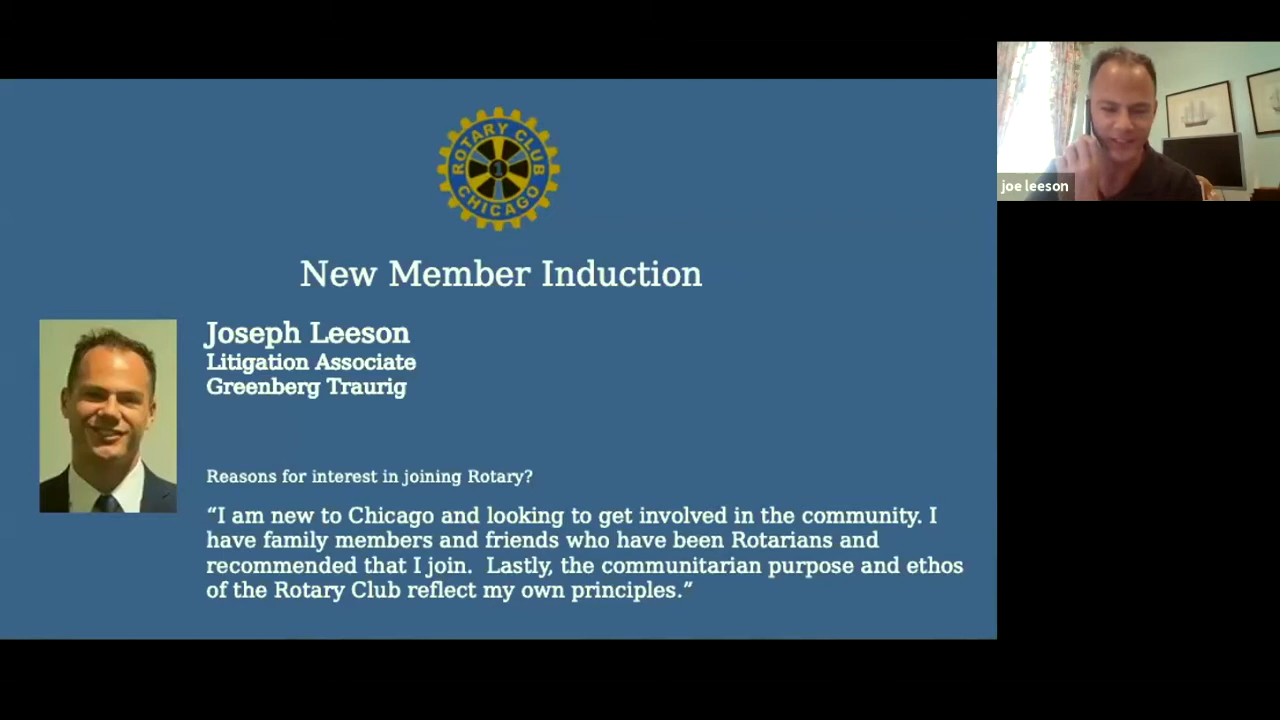 ROTARY CLUB
1
CHICAGO
New Member Induction
Joseph Leeson
Litigation Associate
Greenberg Traurig
Reasons for interest in joining Rotary?
“I am new to Chicago and looking to get involved in the community. I
have family members and friends who have been Rotarians and
recommended that I join.  Lastly, the communitarian purpose and ethos
of the Rotary Club reflect my own principles.”
joe leeson